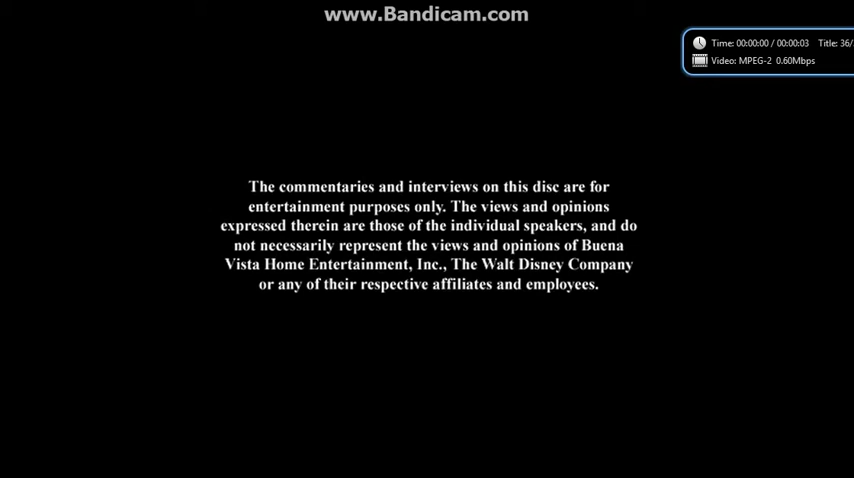 www.Bandicam.com
Time: 00:00:00 / 00:00:03 Title: 36/
Video: MPEG-2 0.60Mbps
The commentaries and interviews on this disc are for
entertainment purposes only. The views and opinions
expressed therein are those of the individual speakers, and do
not necessarily represent the views and opinions of Buena
Vista Home Entertainment, Inc., The Walt Disney Company
or any of their respective affiliates and employees.